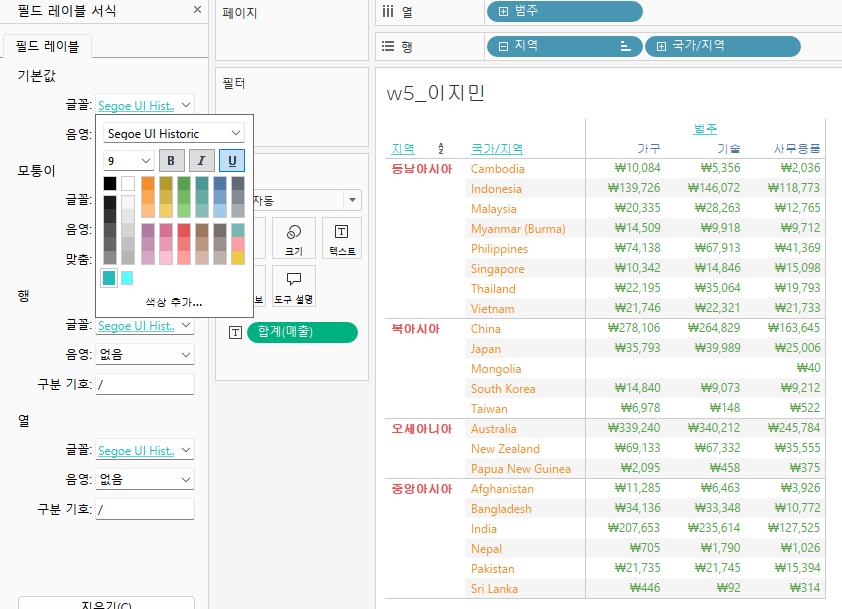 필드 레이블 서식 ×
필드 레이블
기본값
글꼴: Segoe UI Hist..
음영:
Segoe UI Historic
9 B I U
모퉁이
글꼴:
음영:
맞춤:
색상 추가...
행
글꼴: Segoe UI Hist..
음영: 없음
구분 기호: /
열
글꼴: Segoe UI Hist..
음영: 없음
구분 기호: /
지우기(C)
페이지
필터
자동
크기 텍스트
도구 설명
합계(매출)
열 범주
행 지역 국가/지역
w5_이지민
범주
지역 국가/지역 가구 기술 사무용품
동남아시아 Cambodia ₩10,084 ₩5,356 ₩2,036
Indonesia ₩139,726 ₩146,072 ₩118,773
Malaysia ₩20,335 ₩28,263 ₩12,765
Myanmar (Burma) ₩14,509 ₩9,918 ₩9,712
Philippines ₩74,138 ₩67,913 ₩41,369
Singapore ₩10,342 ₩14,846 ₩15,098
Thailand ₩22,195 ₩35,064 ₩19,793
Vietnam ₩21,746 ₩22,321 ₩21,733
북아시아 China ₩278,106 ₩264,829 ₩163,645
Japan ₩35,793 ₩39,989 ₩25,006
Mongolia ₩40
South Korea ₩14,840 ₩9,073 ₩9,212
Taiwan ₩6,978 ₩148 ₩522
오세아니아 Australia ₩339,240 ₩340,212 ₩245,784
New Zealand ₩69,133 ₩67,332 ₩35,555
Papua New Guinea ₩2,095 ₩458 ₩375
중앙아시아 Afghanistan ₩11,285 ₩6,463 ₩3,926
Bangladesh ₩34,136 ₩33,348 ₩10,772
India ₩207,653 ₩235,614 ₩127,525
Nepal ₩705 ₩1,790 ₩1,026
Pakistan ₩21,735 ₩21,745 ₩15,394
Sri Lanka ₩446 ₩92 ₩314